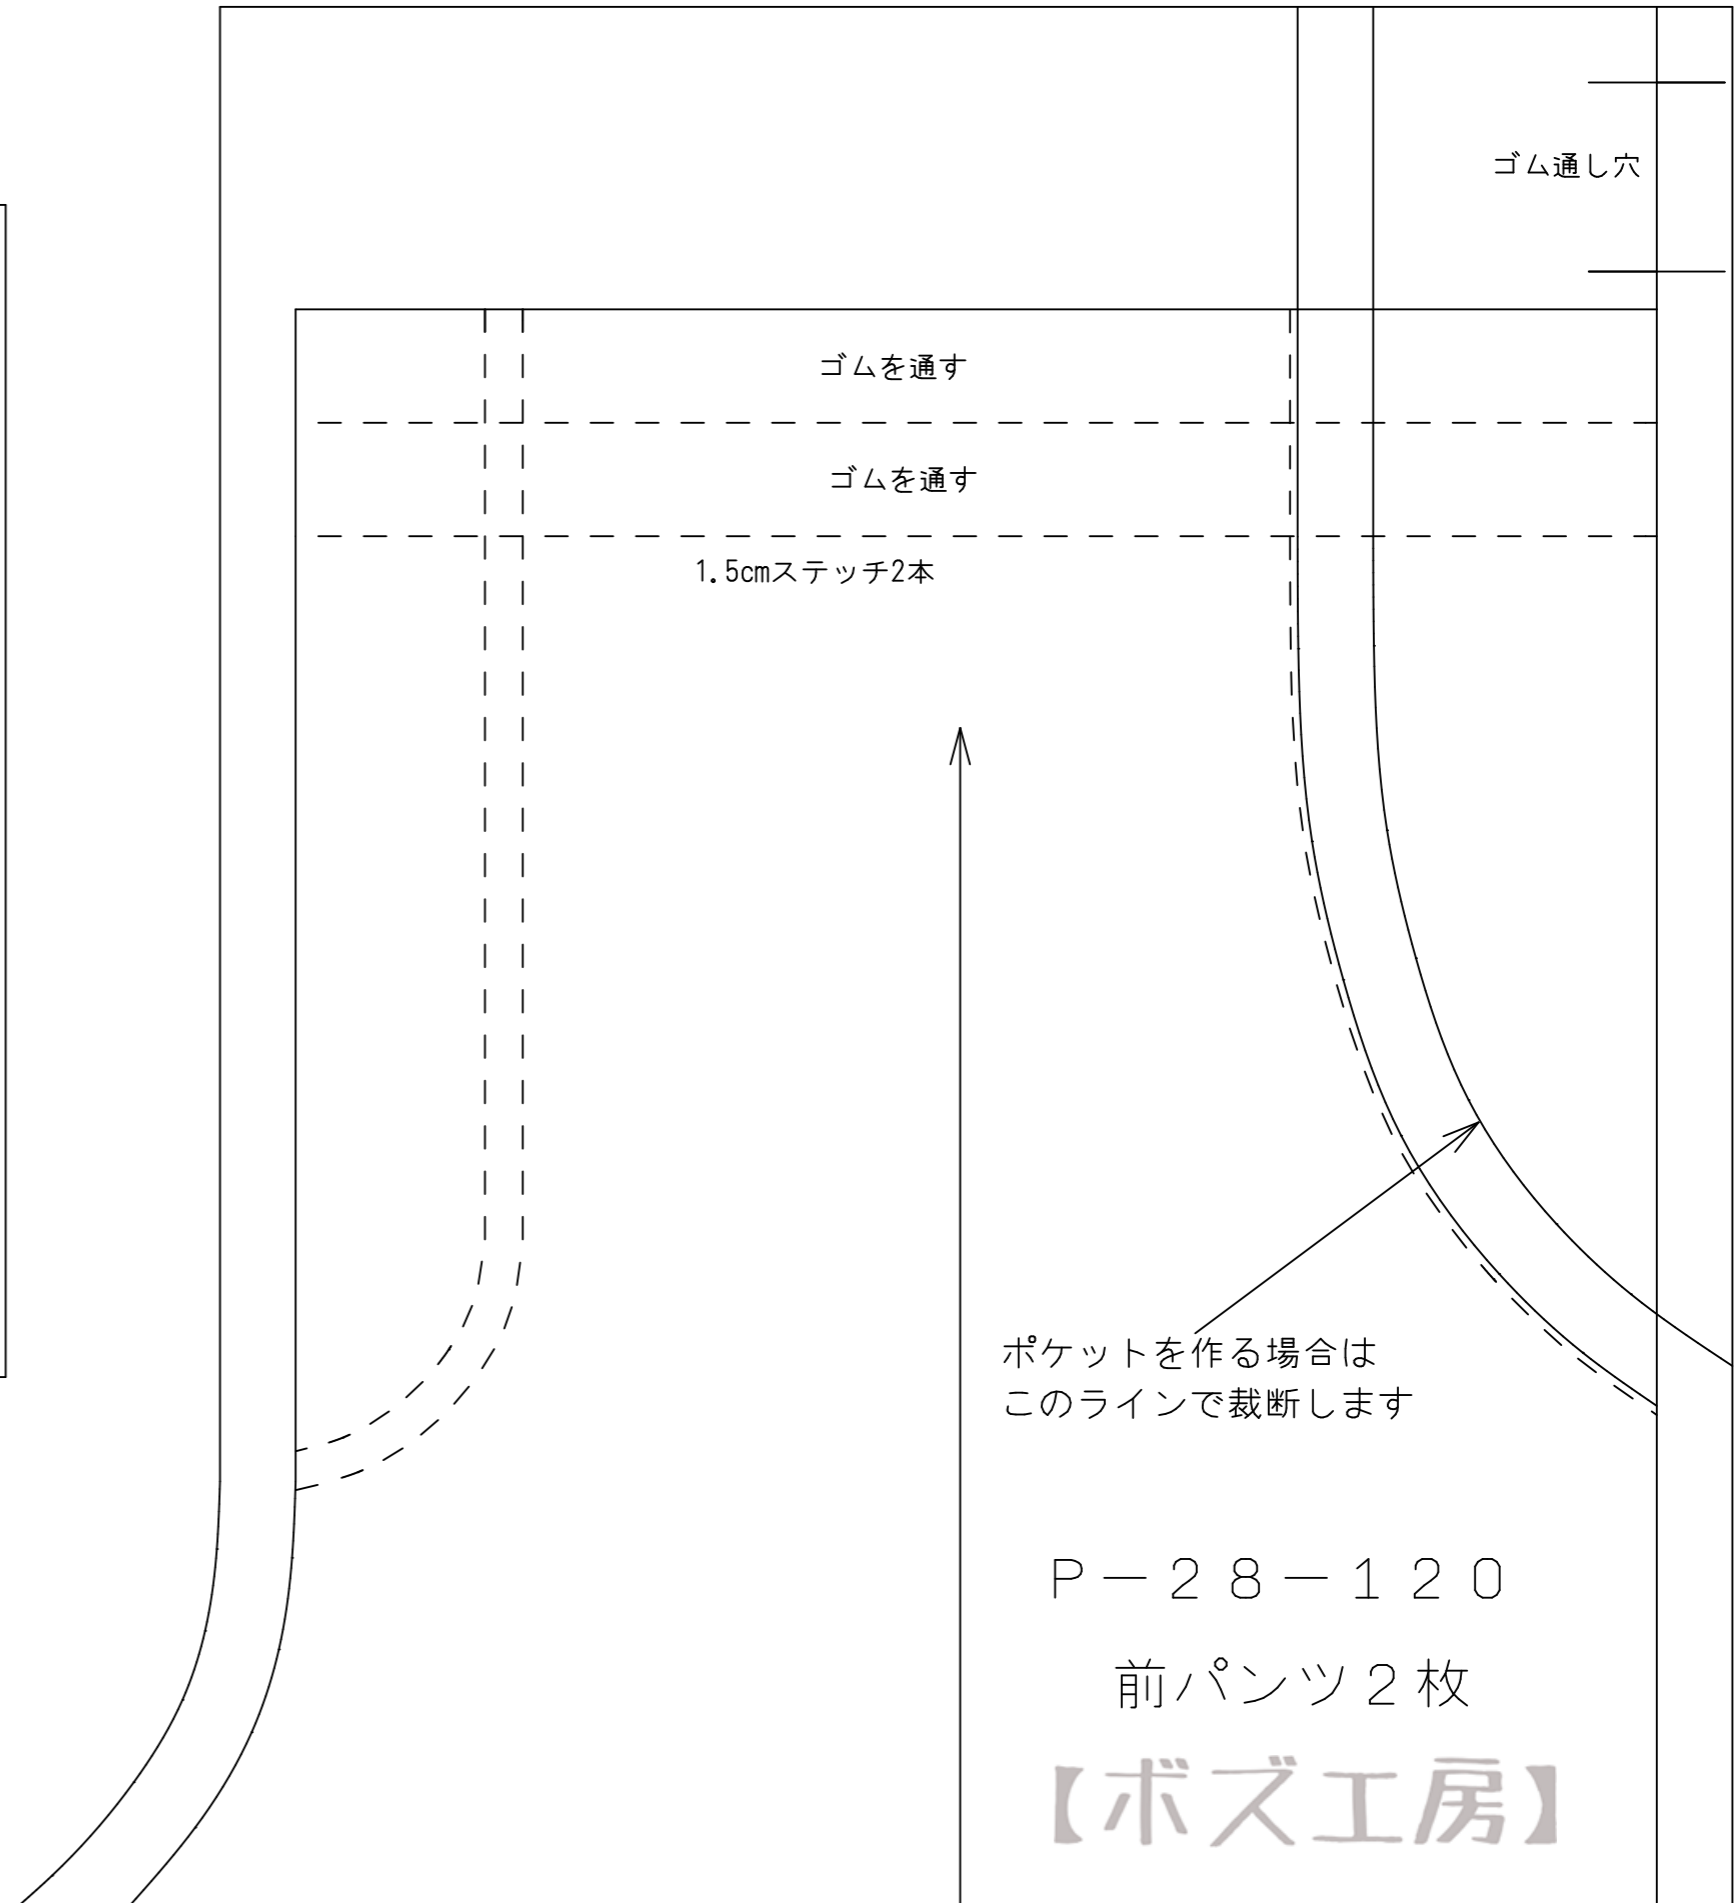 ゴム通し穴
ゴムを通す
ゴムを通す
1.5cmステッチ2本
ポケットを作る場合は
このラインで裁断します
P－２８－１２０
前パンツ２枚
【ボズ工房】